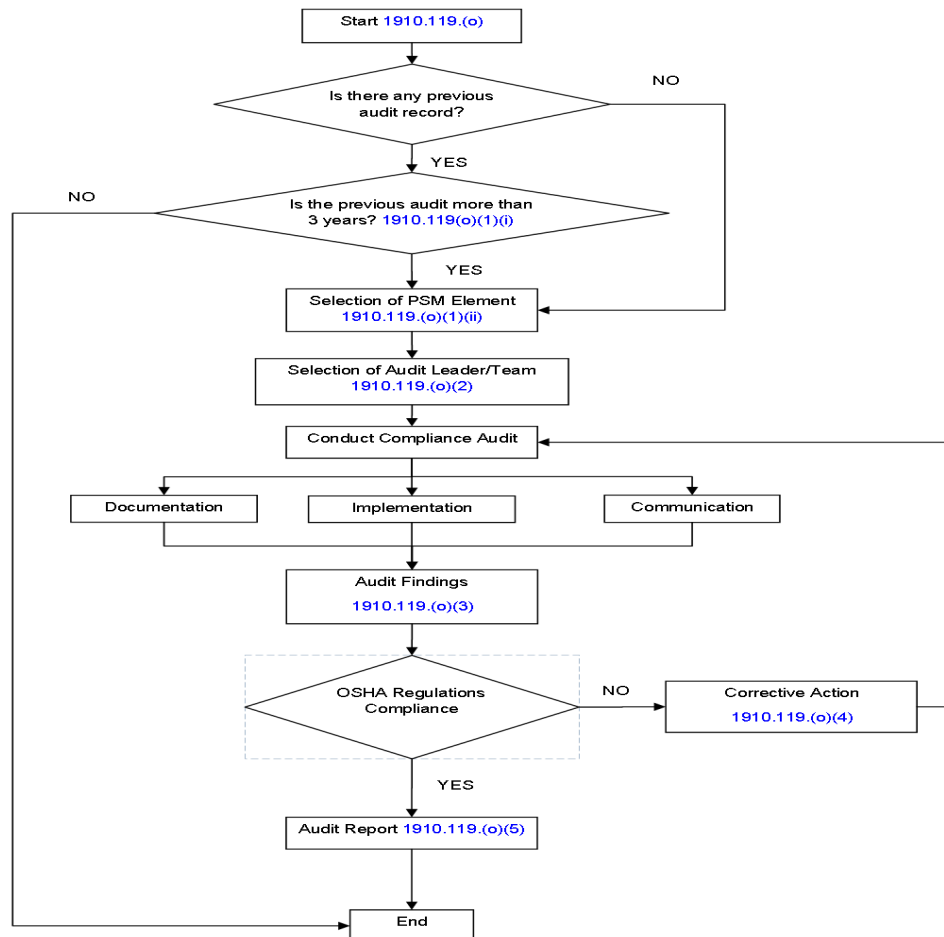 Start 1910.119.(o)
Is there any previous
audit record?
NO
YES
NO
Is the previous audit more than
3 years? 1910.119(o)(1)(i)
YES
Selection of PSM Element
1910.119.(o)(1)(ii)
Selection of Audit Leader/Team
1910.119.(o)(2)
Conduct Compliance Audit
Documentation
Implementation
Communication
Audit Findings
1910.119.(o)(3)
OSHA Regulations
Compliance
NO
Corrective Action
1910.119.(o)(4)
YES
Audit Report 1910.119.(o)(5)
End